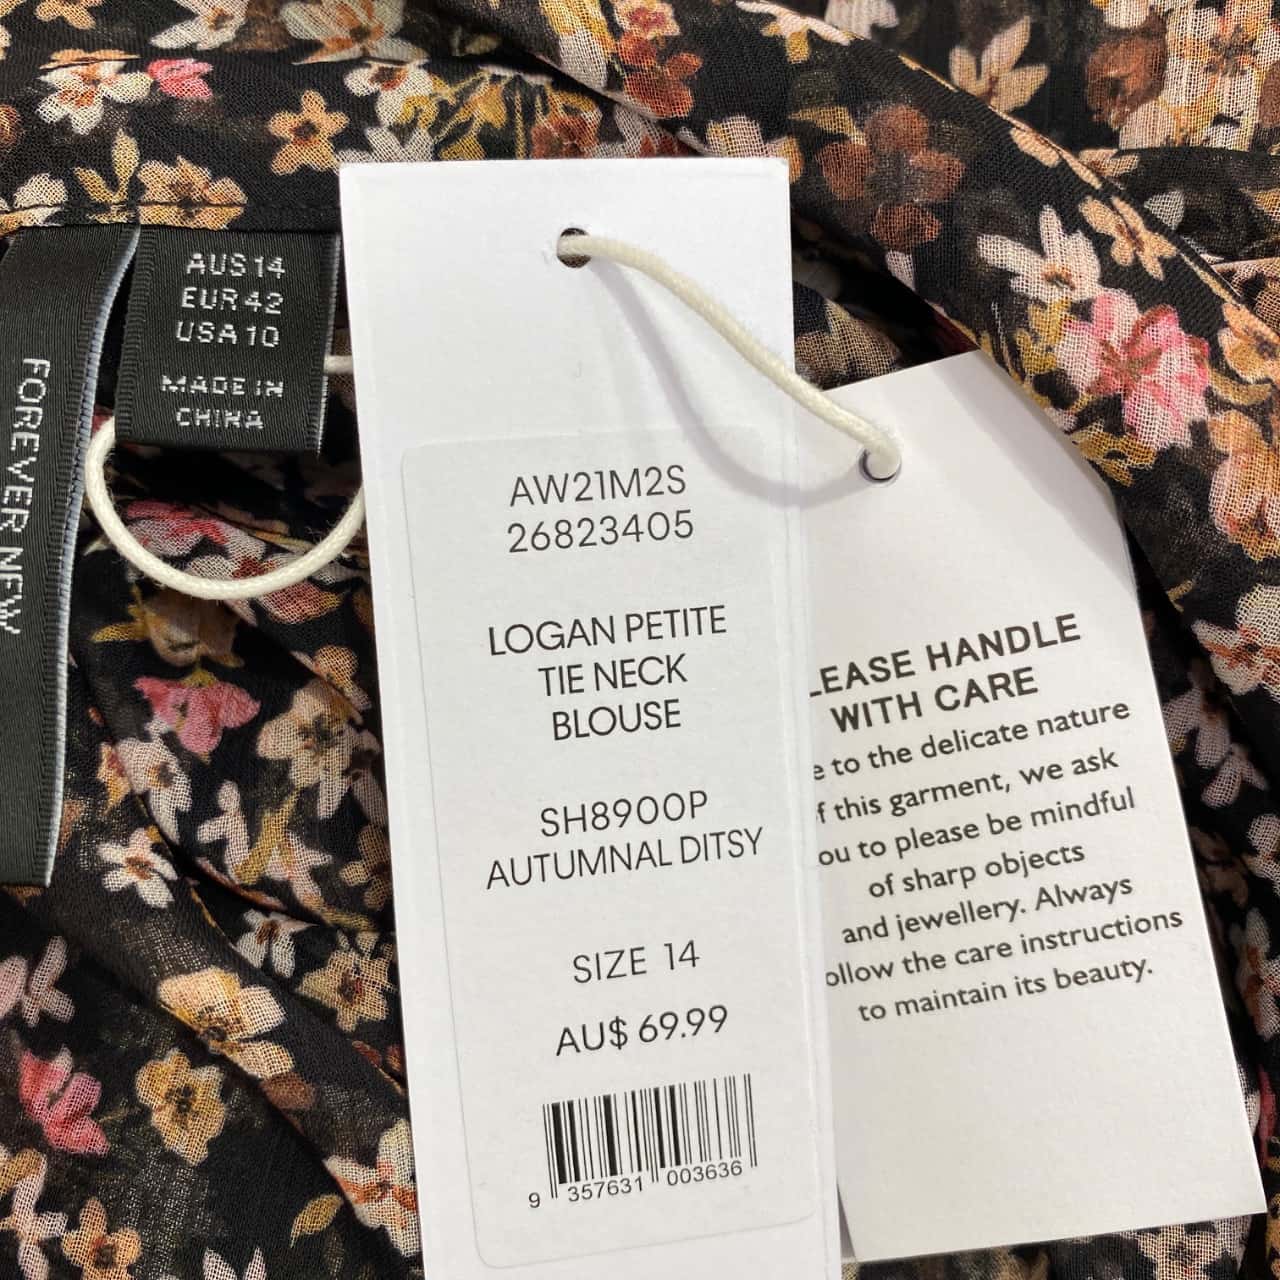 AUS 14
EUR 42
USA 10
MADE IN
CHINA
FOREVER NEW
AW21M2S
26823405
LOGAN PETITE
TIE NECK
BLOUSE
SH8900P
AUTUMNAL DITSY
SIZE 14
AU$ 69.99
9 357631 003636
LEASE HANDLE
WITH CARE
e to the delicate nature
f this garment, we ask
ou to please be mindful
of sharp objects
and jewellery. Always
ollow the care instructions
to maintain its beauty.